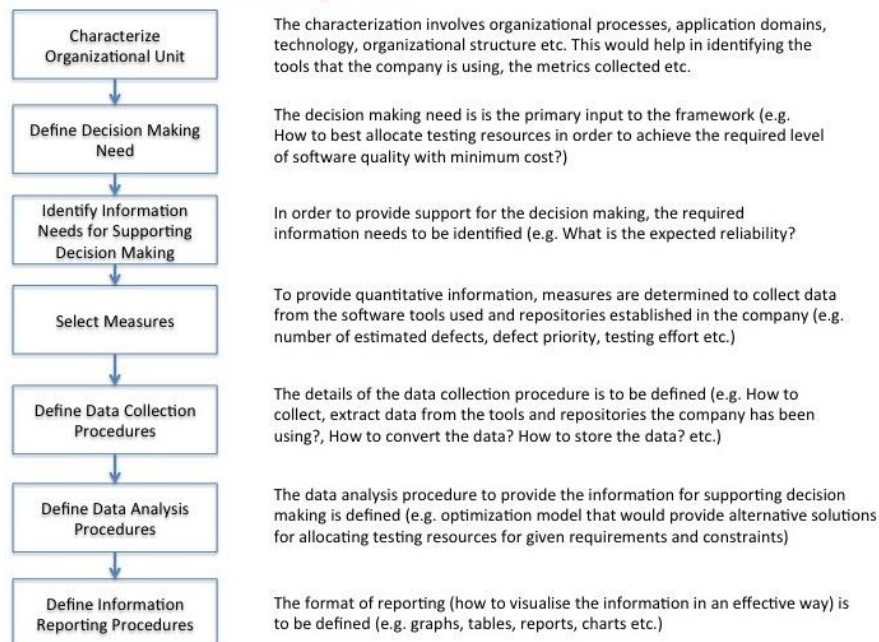 Characterize
Organizational Unit
The characterization involves organizational processes, application domains,
technology, organizational structure etc. This would help in identifying the
tools that the company is using, the metrics collected etc.
Define Decision Making
Need
The decision making need is is the primary input to the framework (e.g.
How to best allocate testing resources in order to achieve the required level
of software quality with minimum cost?)
Identify Information
Needs for Supporting
Decision Making
In order to provide support for the decision making, the required
information needs to be identified (e.g. What is the expected reliability?
Select Measures
To provide quantitative information, measures are determined to collect data
from the software tools used and repositories established in the company (e.g.
number of estimated defects, defect priority, testing effort etc.)
Define Data Collection
Procedures
The details of the data collection procedure is to be defined (e.g. How to
collect, extract data from the tools and repositories the company has been
using?, How to convert the data? How to store the data? etc.)
Define Data Analysis
Procedures
The data analysis procedure to provide the information for supporting decision
making is defined (e.g. optimization model that would provide alternative solutions
for allocating testing resources for given requirements and constraints)
Define Information
Reporting Procedures
The format of reporting (how to visualise the information in an effective way) is
to be defined (e.g. graphs, tables, reports, charts etc.)